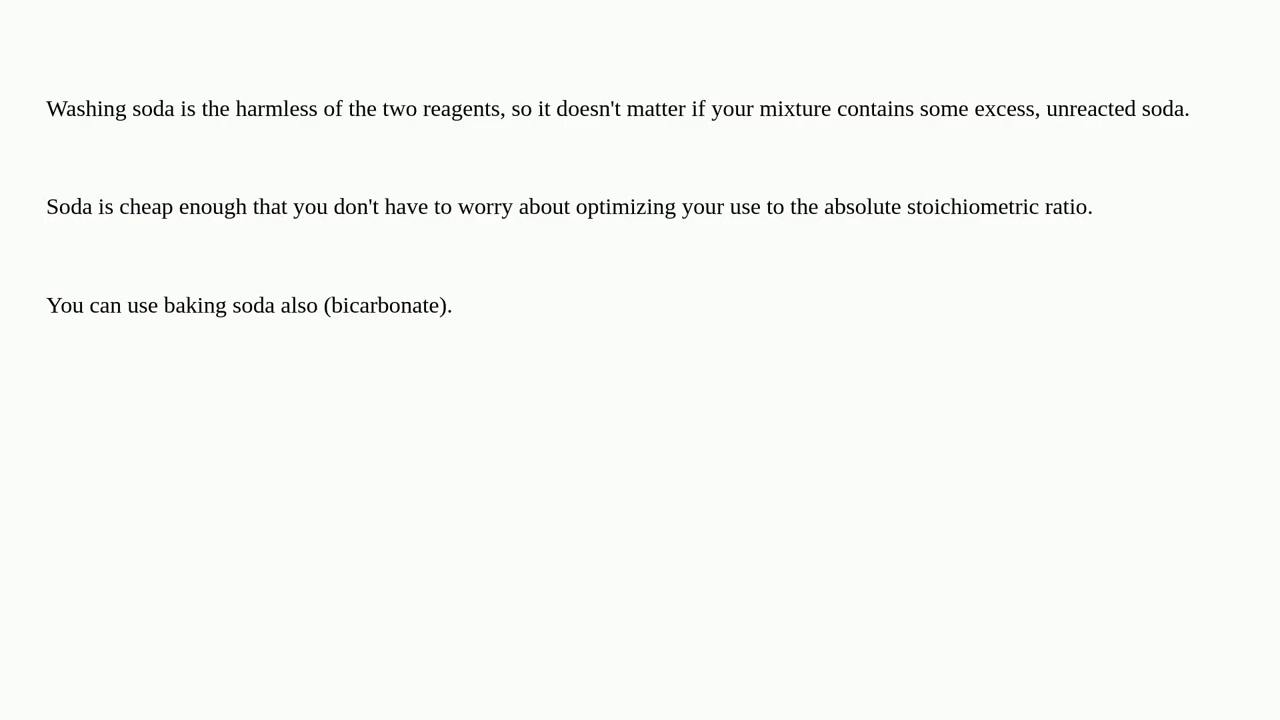 Washing soda is the harmless of the two reagents, so it doesn't matter if your mixture contains some excess, unreacted soda.
Soda is cheap enough that you don't have to worry about optimizing your use to the absolute stoichiometric ratio.
You can use baking soda also (bicarbonate).